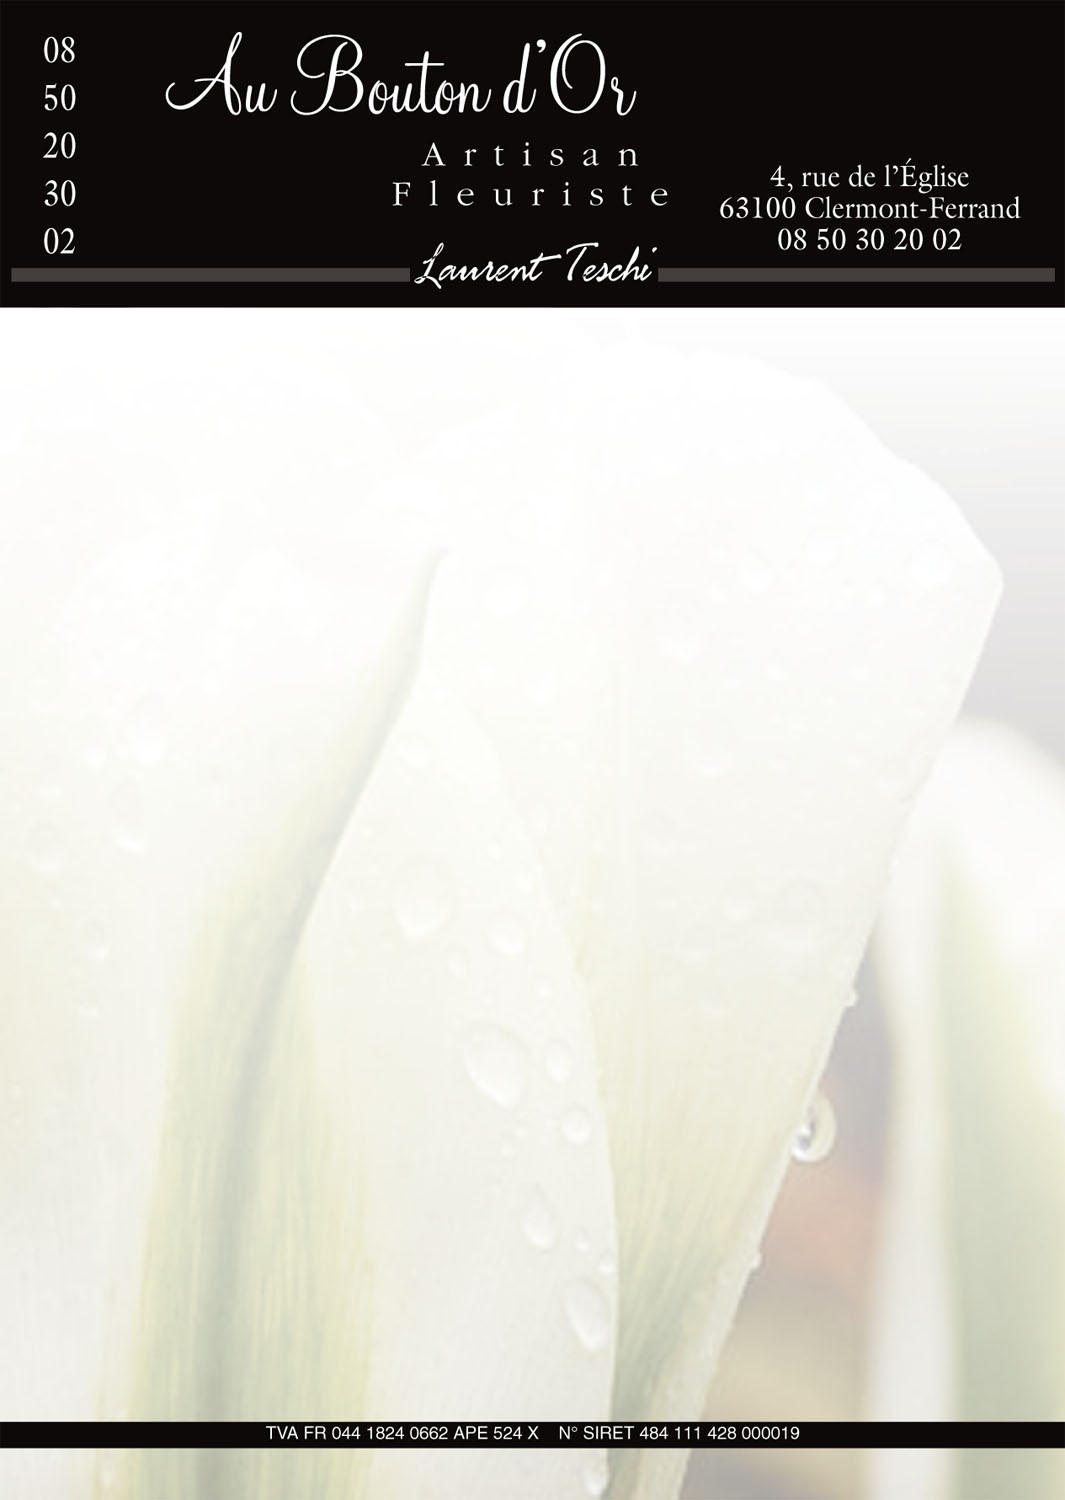 08
50
20
30
02
Au Bouton d'Or
Artisan
Fleuriste
Laurent Teschi
4, rue de l'Église
63100 Clermont-Ferrand
08 50 30 20 02
TVA FR 044 1824 0662 APE 524 X N° SIRET 484 111 428 000019